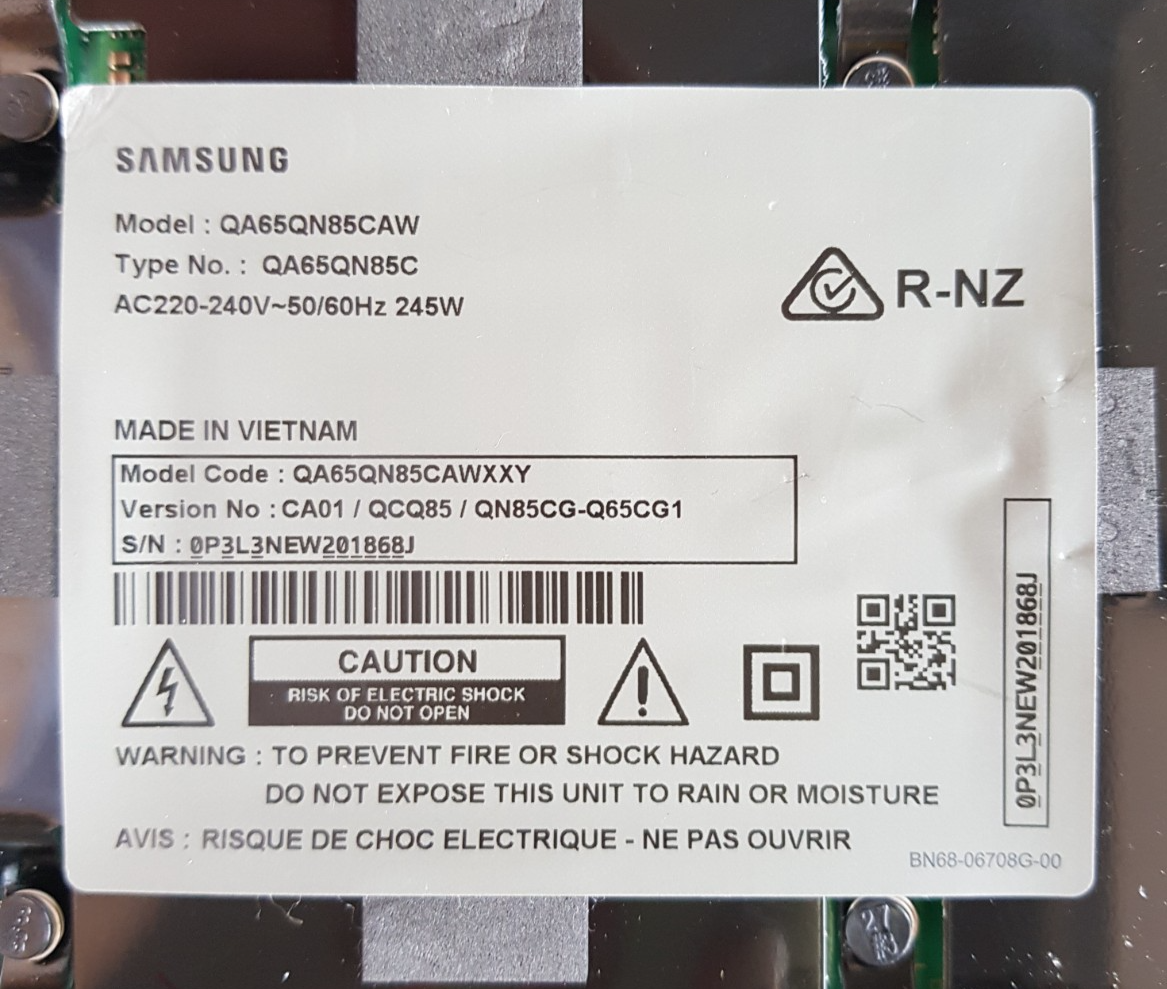 SAMSUNG
Model : QA65QN85CAW
Type No. : QA65QN85C
AC220-240V~50/60Hz 245W
R-NZ
MADE IN VIETNAM
Model Code : QA65QN85CAWXXY
Version No : CA01 / QCQ85 / QN85CG-Q65CG1
S/N : 0P3L3NEW201868J
CAUTION
RISK OF ELECTRIC SHOCK
DO NOT OPEN
0P3L3NEW201868J
WARNING : TO PREVENT FIRE OR SHOCK HAZARD
DO NOT EXPOSE THIS UNIT TO RAIN OR MOISTURE
AVIS : RISQUE DE CHOC ELECTRIQUE - NE PAS OUVRIR
BN68-06708G-00
27